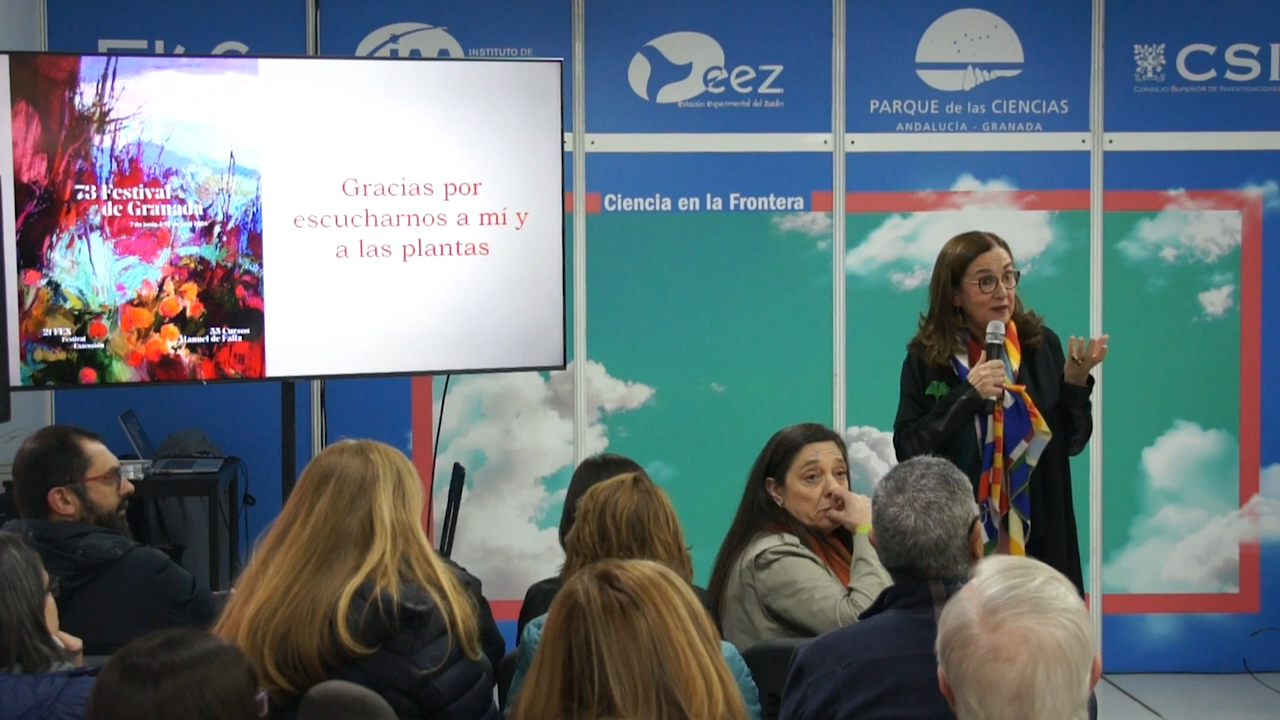 INSTITUTO DE
eez
Estación Experimental del Zaidín
PARQUE de las CIENCIAS
ANDALUCÍA - GRANADA
CSI
CONSEJO SUPERIOR DE INVESTIGACIONES
Ciencia en la Frontera
73 Festival
de Granada
21 FEX
Festival
Extensión
53 Cursos
Manuel de Falla
Gracias por
escucharnos a mí y
a las plantas